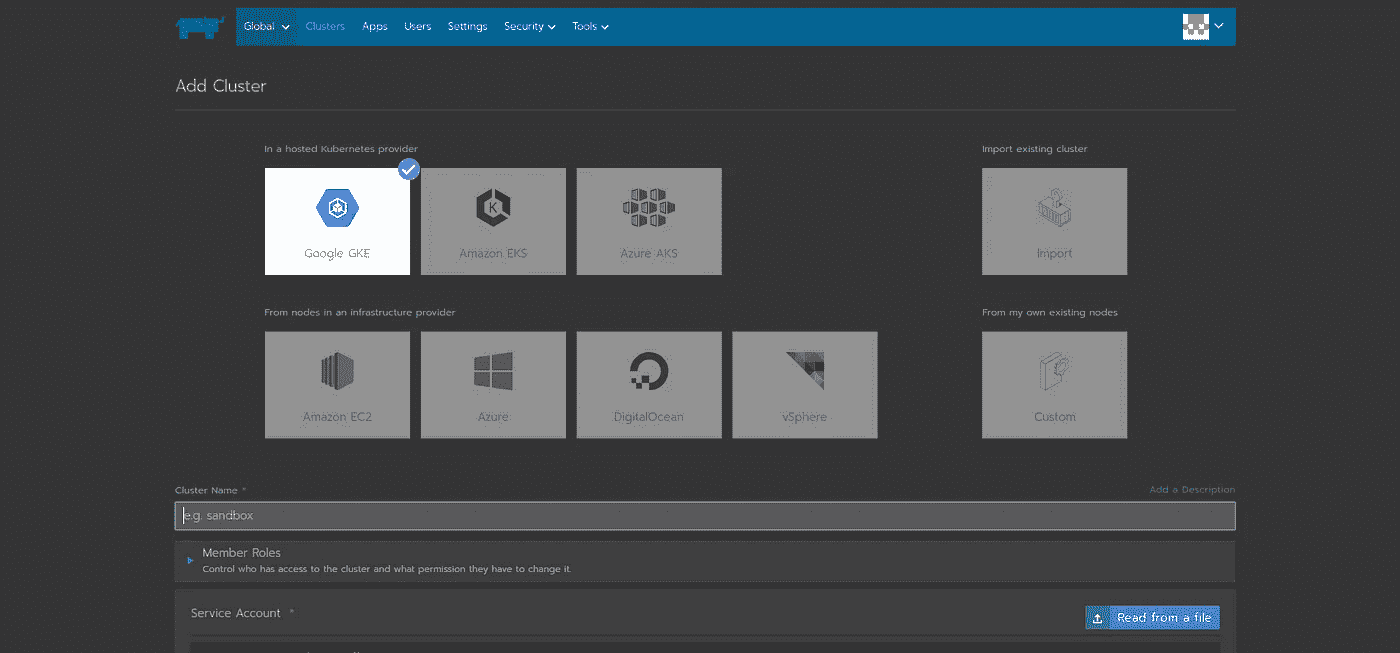 Global Clusters Apps Users Settings Security Tools
Add Cluster
In a hosted Kubernetes provider
Import existing cluster
Google GKE
Amazon EKS
Azure AKS
Import
From nodes in an infrastructure provider
From my own existing nodes
Amazon EC2
Azure
DigitalOcean
vSphere
Custom
Cluster Name *
Add a Description
e.g. sandbox
Member Roles
Control who has access to the cluster and what permission they have to change it.
Service Account *
Read from a file